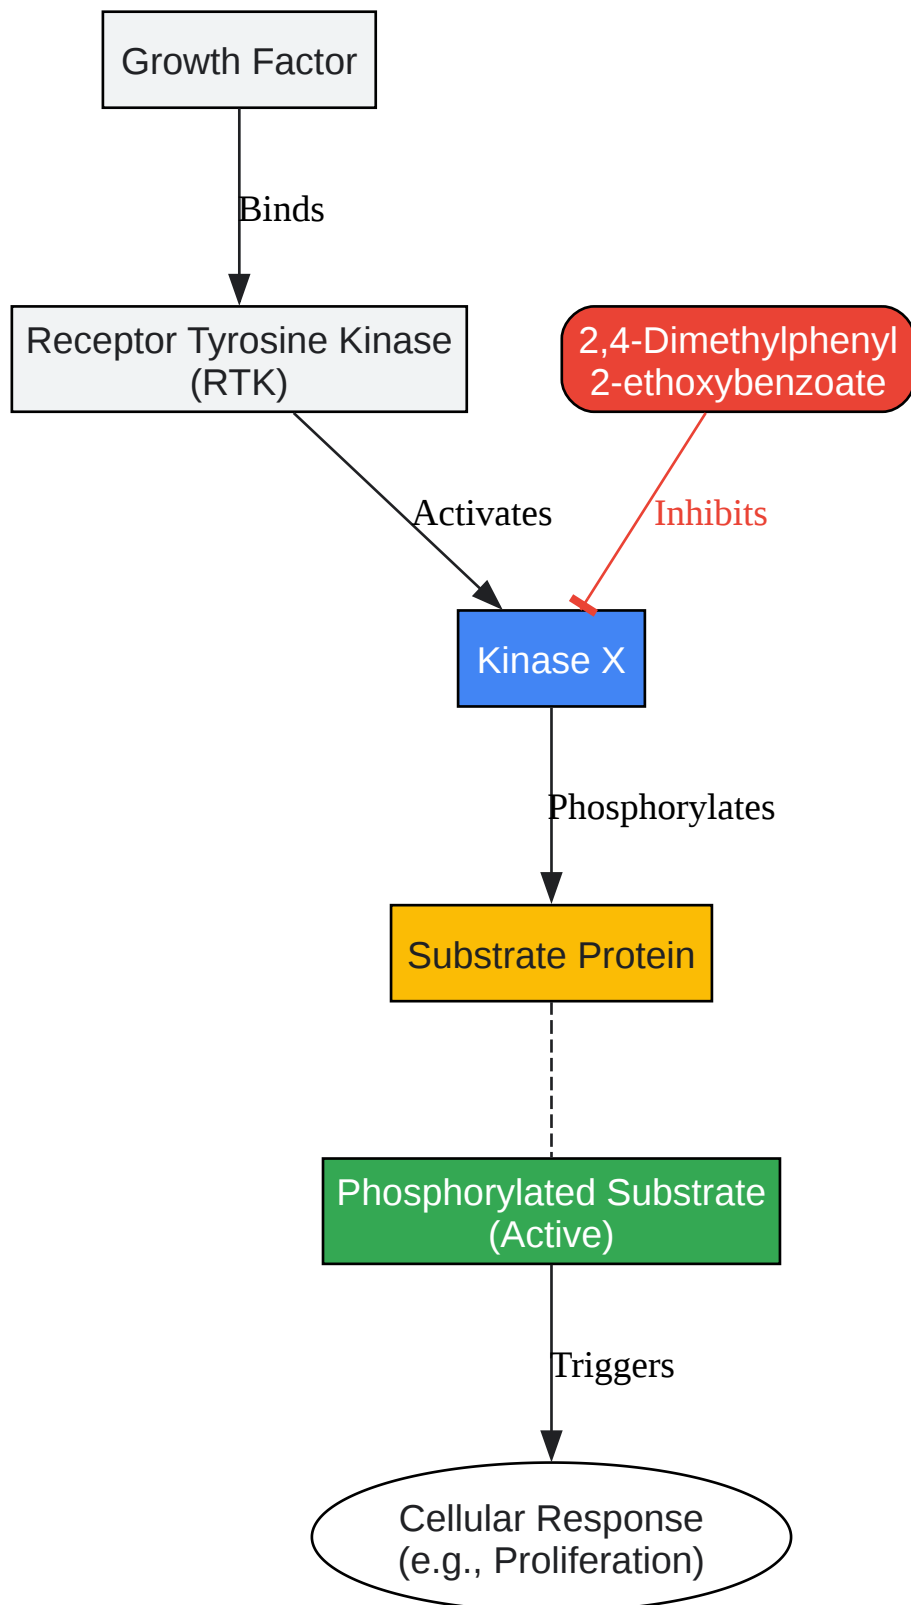 Growth Factor
Binds
Receptor Tyrosine Kinase
(RTK)
2,4-Dimethylphenyl
2-ethoxybenzoate
Activates
Inhibits
Kinase X
Phosphorylates
Substrate Protein
Phosphorylated Substrate
(Active)
Triggers
Cellular Response
(e.g., Proliferation)